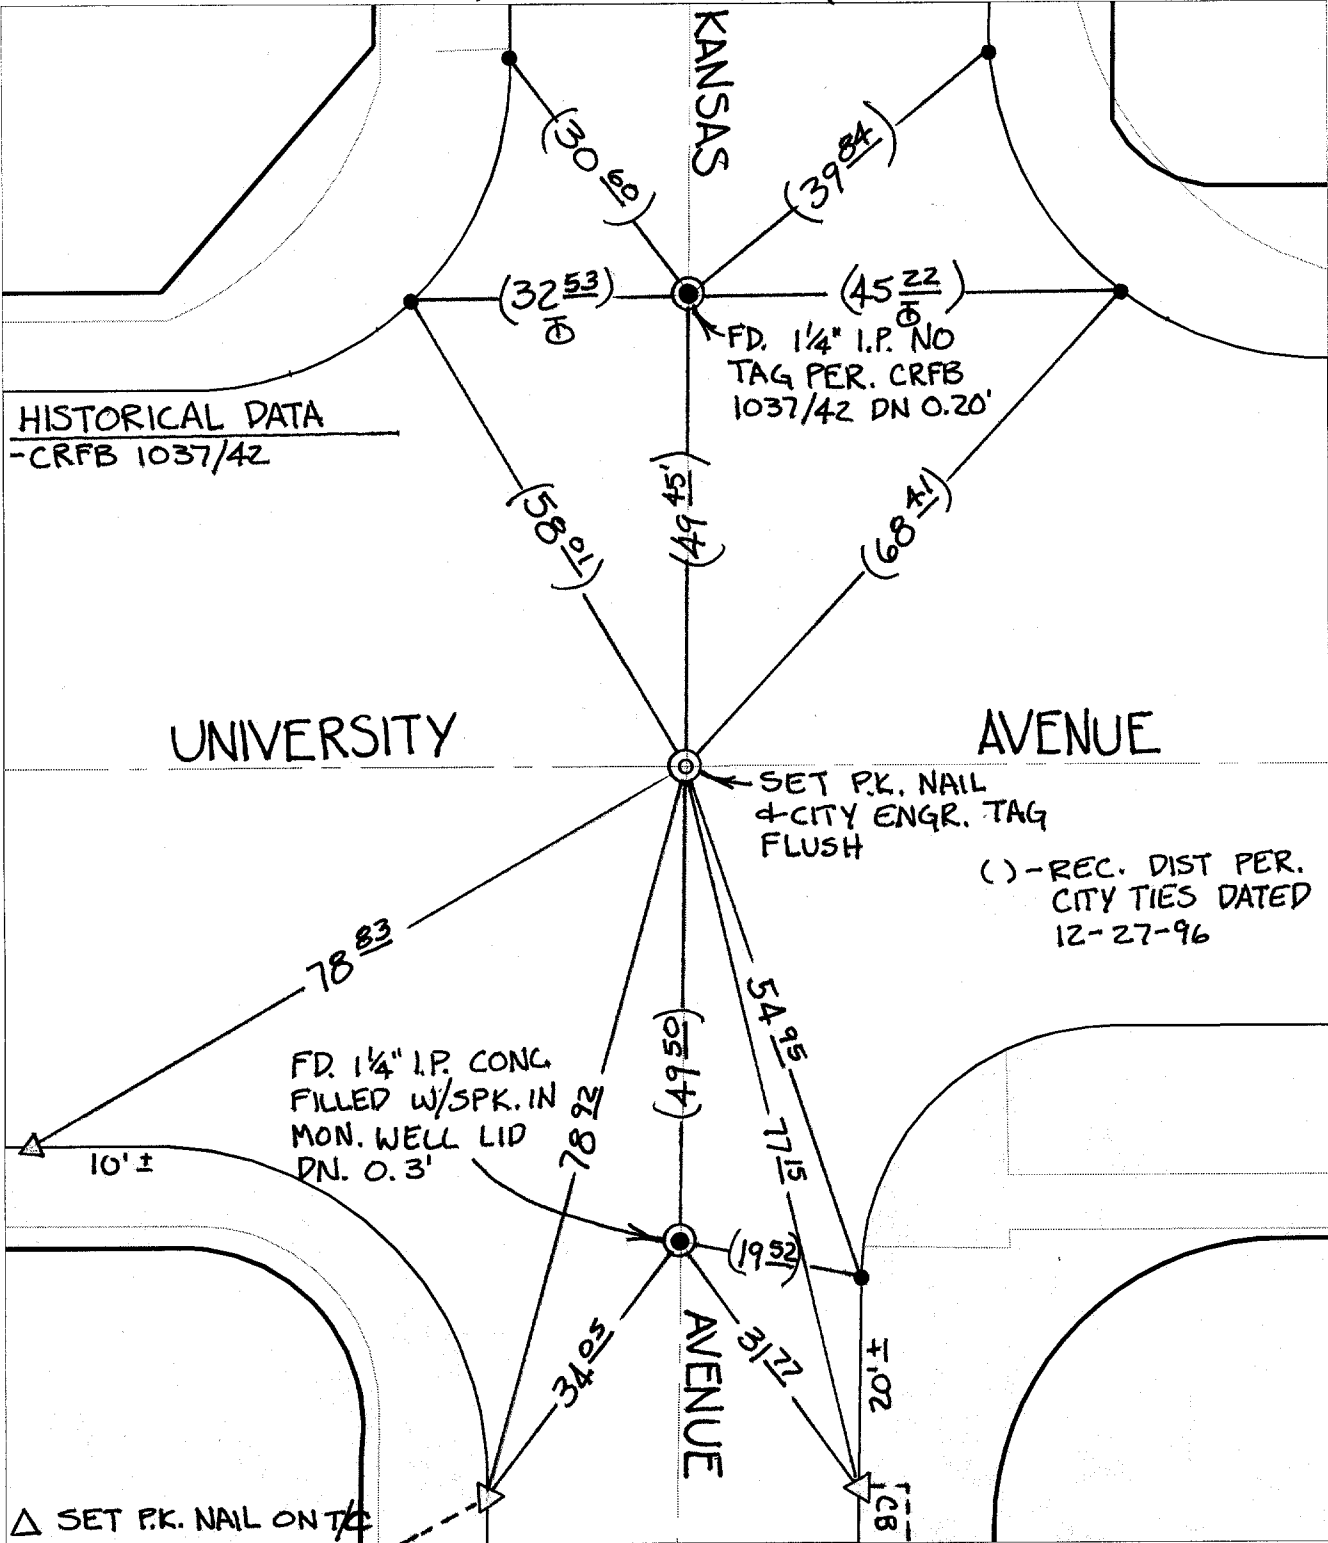 KANSAS
(30 60)
(39 84)
(32 53)
(45 22)
FD. 1¼" I.P. NO
TAG PER. CRFB
1037/42 DN 0.20'
HISTORICAL DATA
-CRFB 1037/42
(58 01)
(49 45')
(68 41)
UNIVERSITY
AVENUE
SET P.K. NAIL
& CITY ENGR. TAG
FLUSH
( ) - REC. DIST PER.
CITY TIES DATED
12-27-96
78 83
54 95
(49 50)
FD. 1¼" I.P. CONC
FILLED W/SPK. IN
MON. WELL LID
DN. 0.3'
78 92
77 15
10' ±
(19 52)
34 05
31 77
AVENUE
20' ±
CB
△ SET P.K. NAIL ON T/C